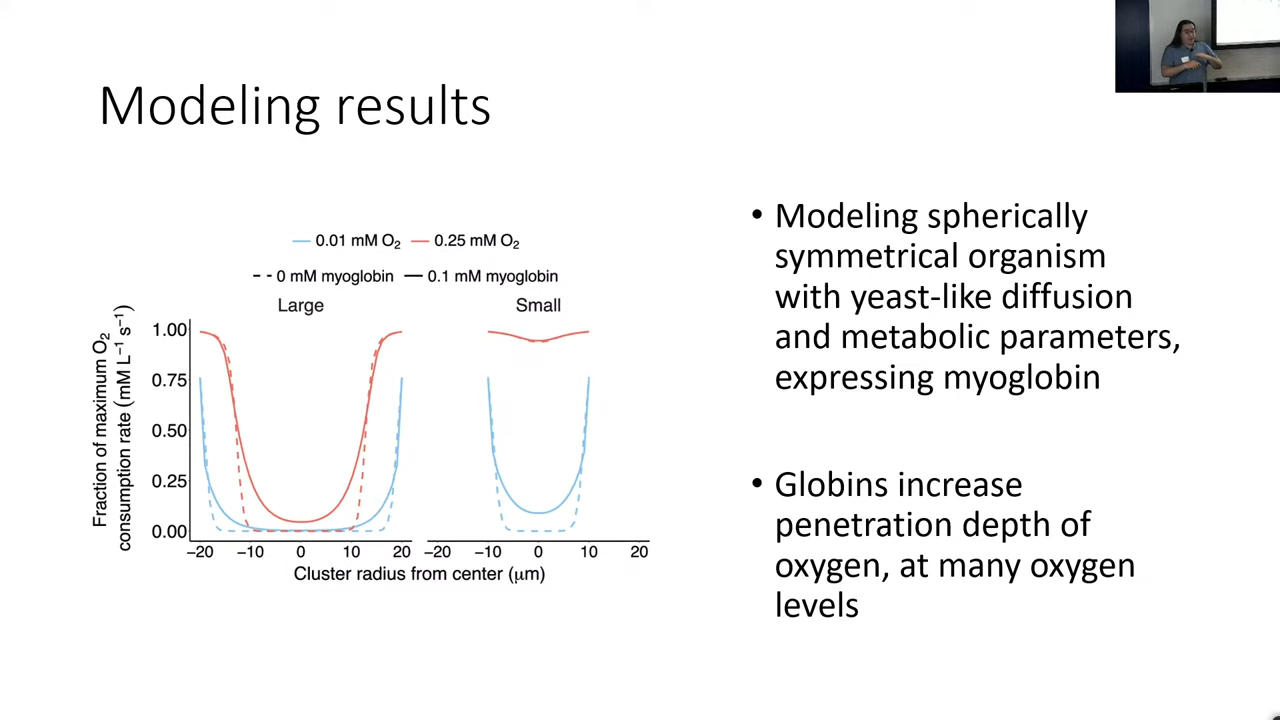 Modeling results
0.01 mM O₂ 0.25 mM O₂
0 mM myoglobin 0.1 mM myoglobin
Large
Small
Fraction of maximum O₂
consumption rate (mM L⁻¹ s⁻¹)
1.00
0.75
0.50
0.25
0.00
−20 −10 0 10 20
−20 −10 0 10 20
Cluster radius from center (μm)
• Modeling spherically
symmetrical organism
with yeast-like diffusion
and metabolic parameters,
expressing myoglobin
• Globins increase
penetration depth of
oxygen, at many oxygen
levels